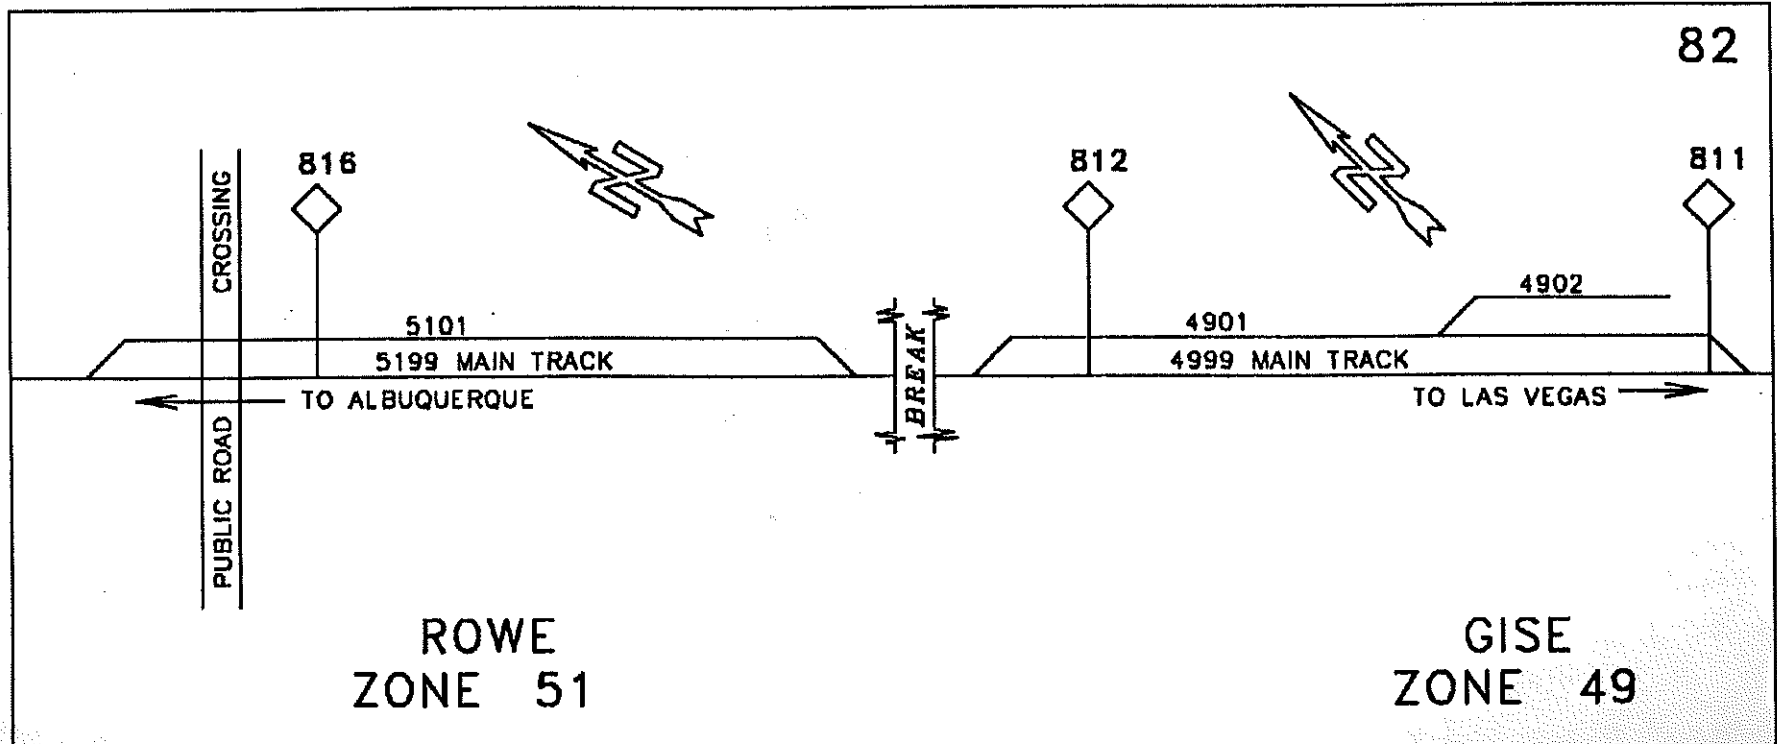 82
816
812
811
CROSSING
4902
5101
4901
5199 MAIN TRACK
4999 MAIN TRACK
BREAK
TO ALBUQUERQUE
TO LAS VEGAS
PUBLIC ROAD
ROWE
ZONE 51
GISE
ZONE 49
N
N